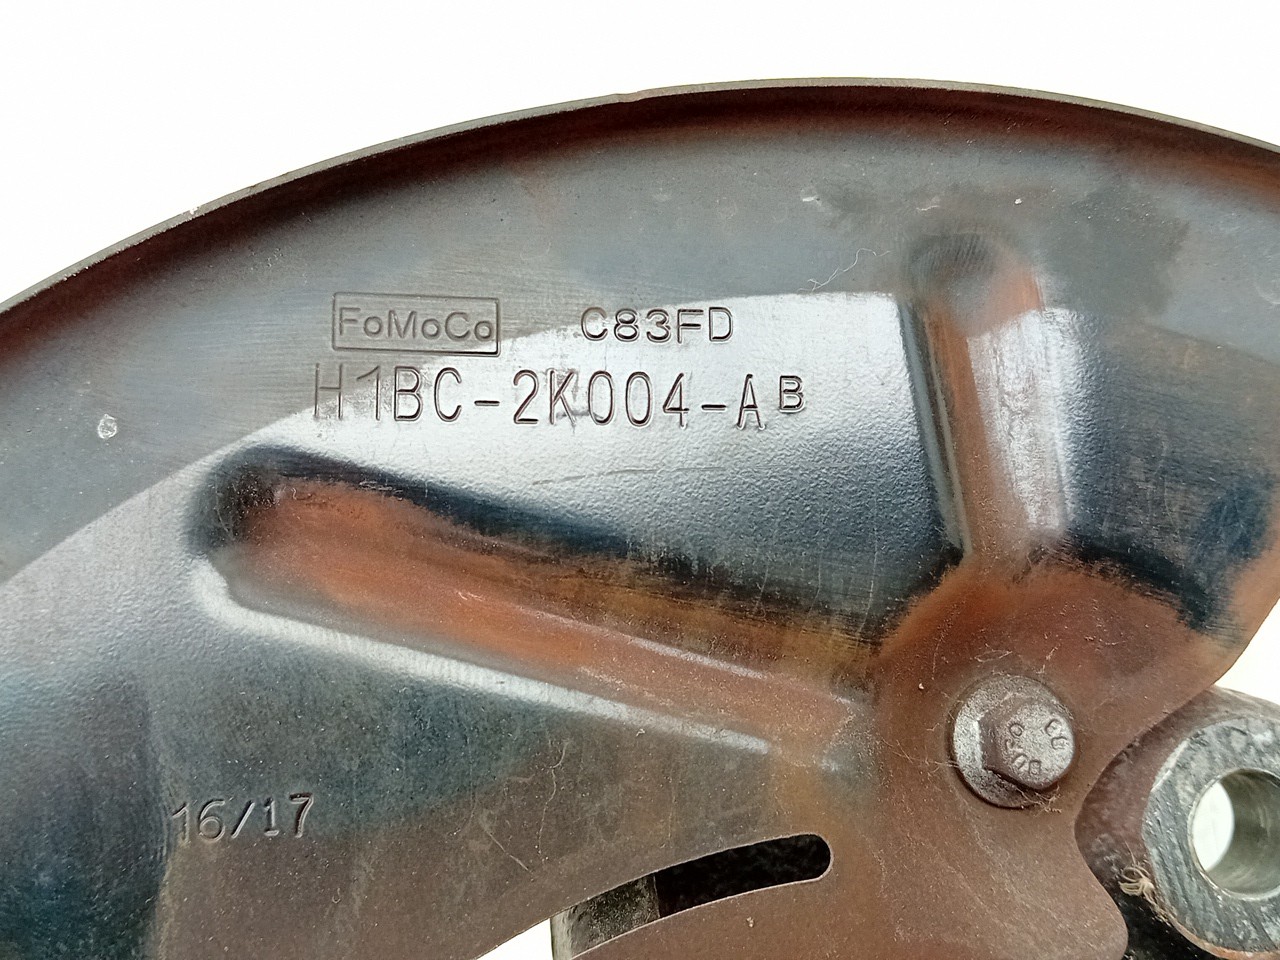 FoMoCo C83FD
H1BC-2K004-AB
16/17